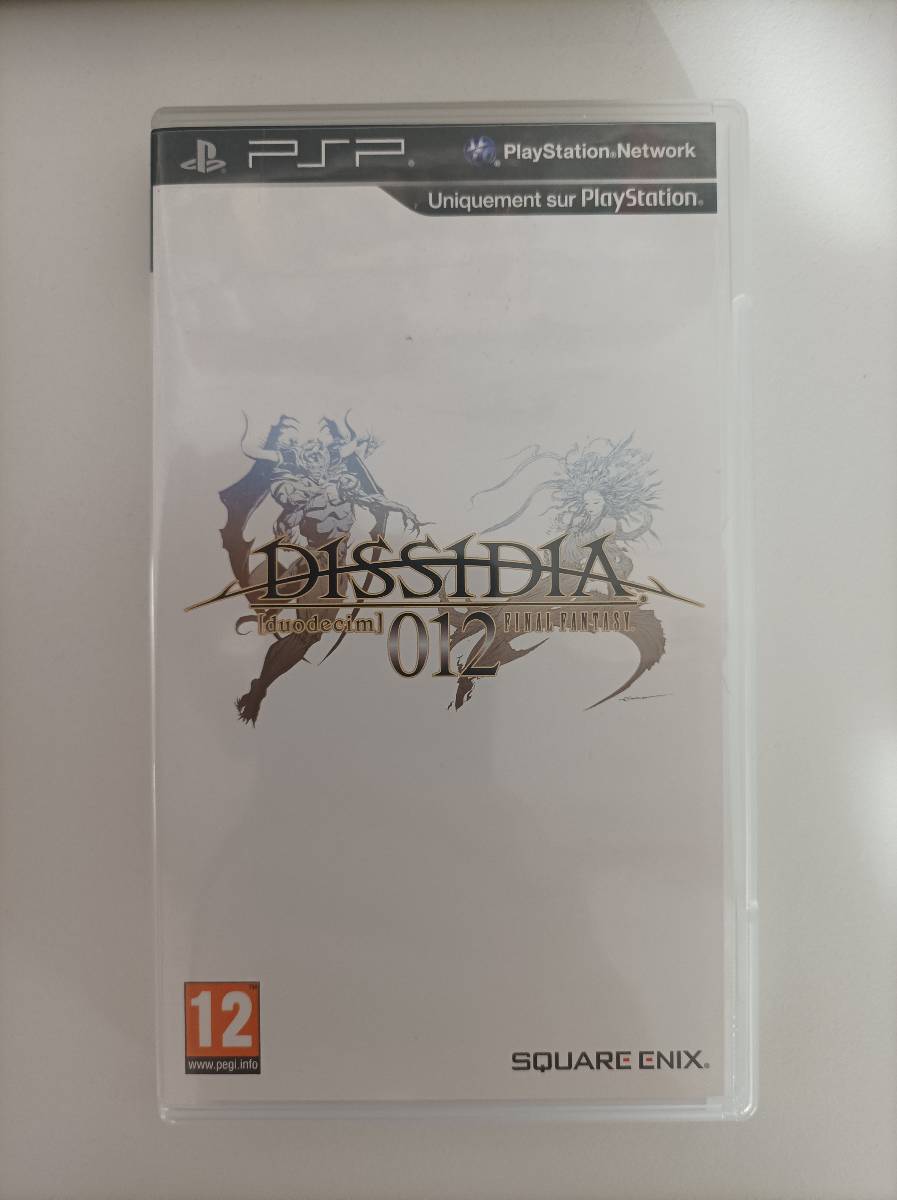 PSP
PlayStation®Network
Uniquement sur PlayStation®
DISSIDIA®
[duodecim]
012
FINAL FANTASY®
12
www.pegi.info
SQUARE ENIX®